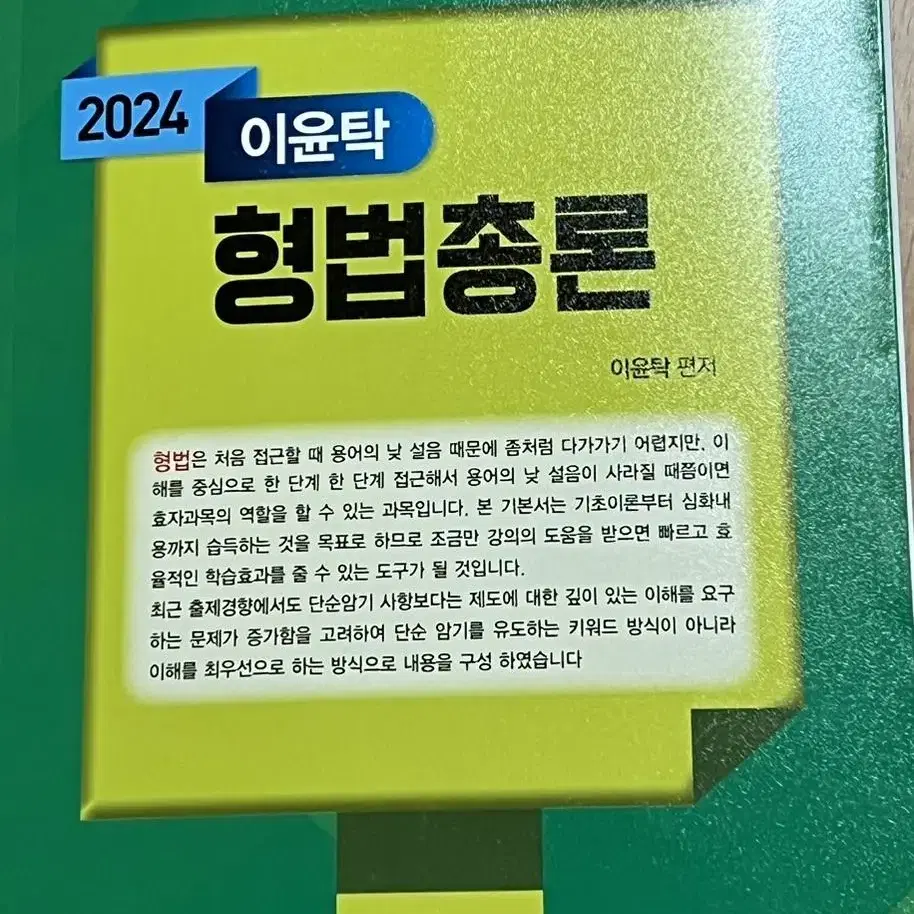 2024
이윤탁
형법총론
이윤탁 편저
형법은 처음 접근할 때 용어의 낯 설음 때문에 좀처럼 다가가기 어렵지만, 이
해를 중심으로 한 단계 한 단계 접근해서 용어의 낯 설음이 사라질 때쯤이면
효자과목의 역할을 할 수 있는 과목입니다. 본 기본서는 기초이론부터 심화내
용까지 습득하는 것을 목표로 하므로 조금만 강의의 도움을 받으면 빠르고 효
율적인 학습효과를 줄 수 있는 도구가 될 것입니다.
최근 출제경향에서도 단순암기 사항보다는 제도에 대한 깊이 있는 이해를 요구
하는 문제가 증가함을 고려하여 단순 암기를 유도하는 키워드 방식이 아니라
이해를 최우선으로 하는 방식으로 내용을 구성 하였습니다